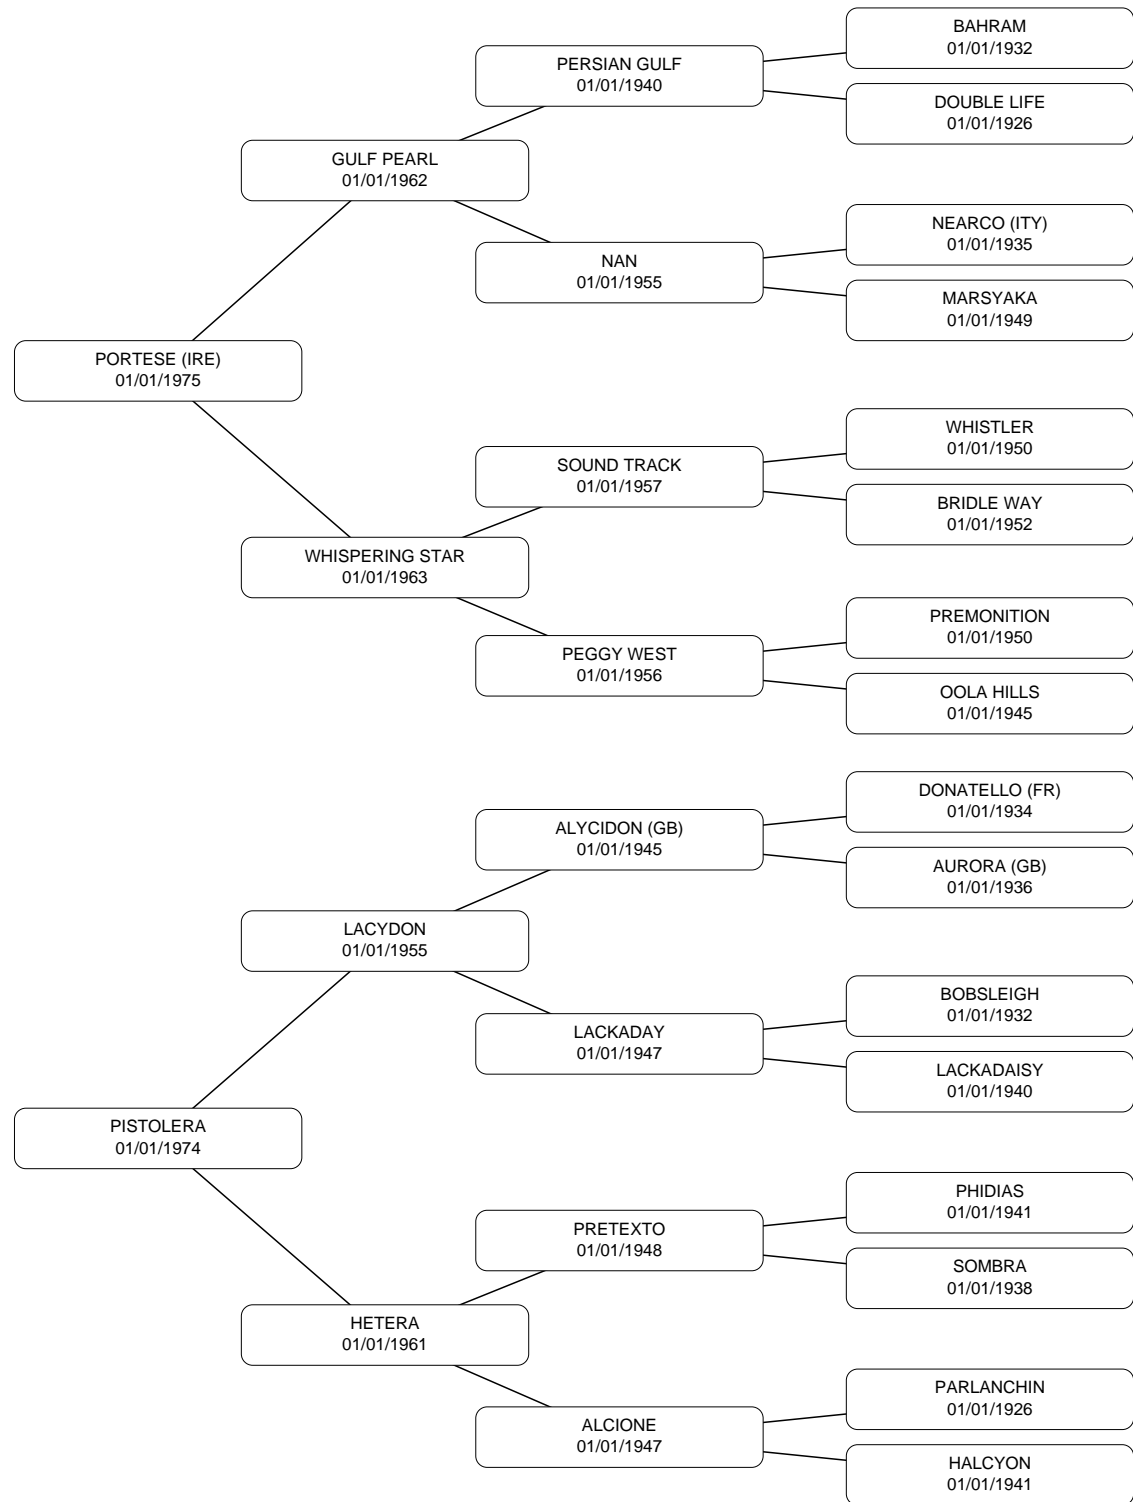 BAHRAM
01/01/1932
PERSIAN GULF
01/01/1940
DOUBLE LIFE
01/01/1926
GULF PEARL
01/01/1962
NEARCO (ITY)
01/01/1935
NAN
01/01/1955
MARSYAKA
01/01/1949
PORTESE (IRE)
01/01/1975
WHISTLER
01/01/1950
SOUND TRACK
01/01/1957
BRIDLE WAY
01/01/1952
WHISPERING STAR
01/01/1963
PREMONITION
01/01/1950
PEGGY WEST
01/01/1956
OOLA HILLS
01/01/1945
DONATELLO (FR)
01/01/1934
ALYCIDON (GB)
01/01/1945
AURORA (GB)
01/01/1936
LACYDON
01/01/1955
BOBSLEIGH
01/01/1932
LACKADAY
01/01/1947
LACKADAISY
01/01/1940
PISTOLERA
01/01/1974
PHIDIAS
01/01/1941
PRETEXTO
01/01/1948
SOMBRA
01/01/1938
HETERA
01/01/1961
PARLANCHIN
01/01/1926
ALCIONE
01/01/1947
HALCYON
01/01/1941